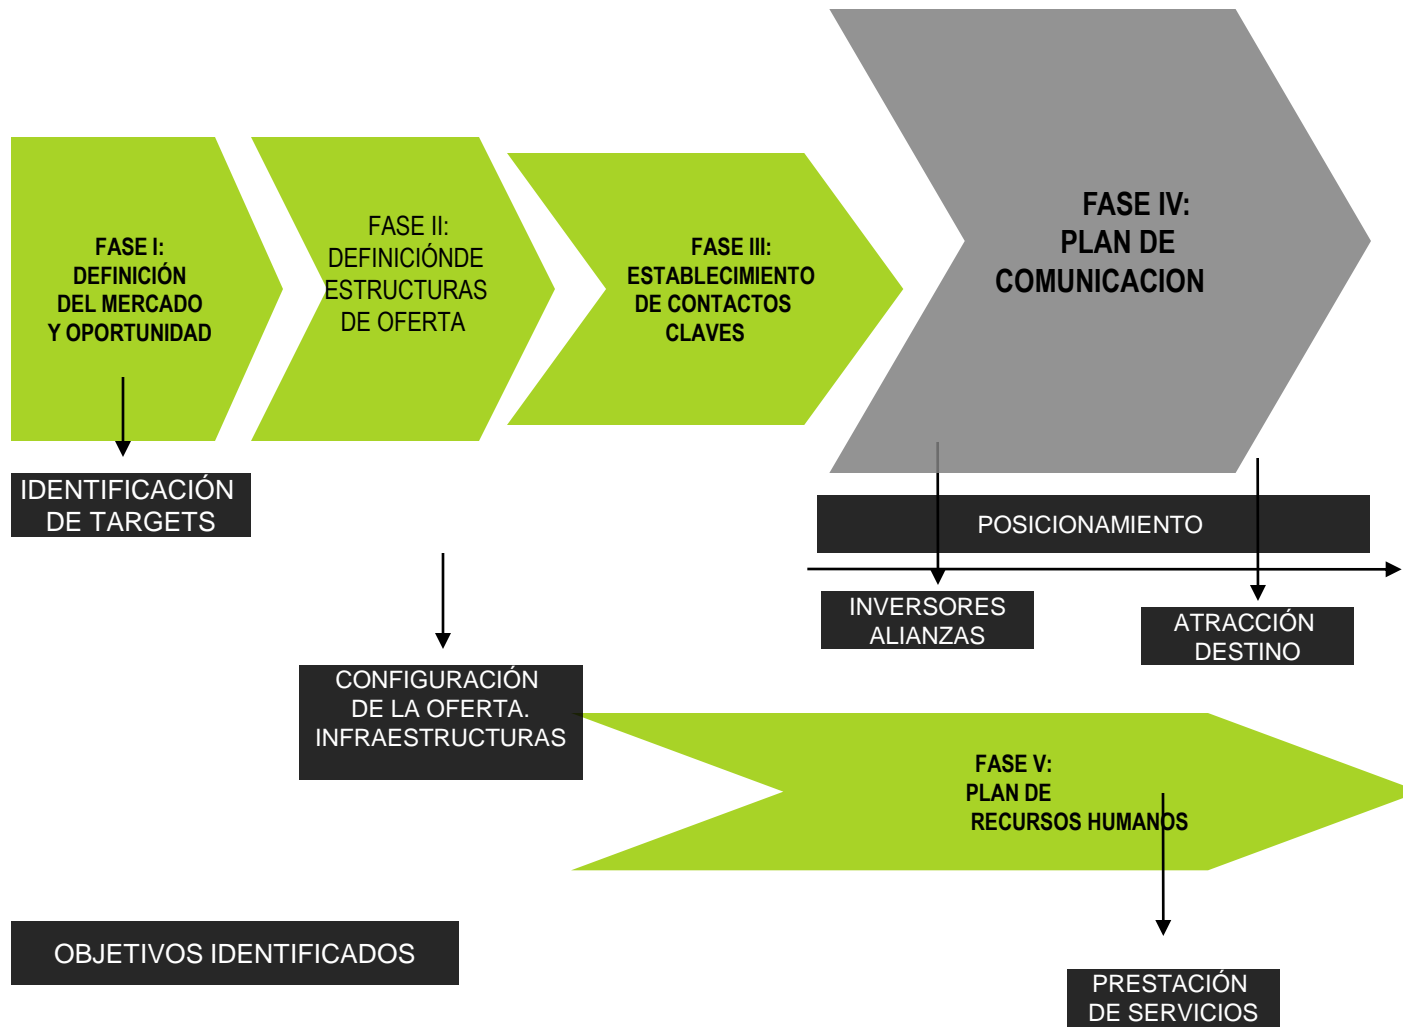 FASE I:
DEFINICIÓN
DEL MERCADO
Y OPORTUNIDAD
FASE II:
DEFINICIÓNDE
ESTRUCTURAS
DE OFERTA
FASE III:
ESTABLECIMIENTO
DE CONTACTOS
CLAVES
FASE IV:
PLAN DE
COMUNICACION
IDENTIFICACIÓN
DE TARGETS
POSICIONAMIENTO
INVERSORES
ALIANZAS
ATRACCIÓN
DESTINO
CONFIGURACIÓN
DE LA OFERTA.
INFRAESTRUCTURAS
FASE V:
PLAN DE
RECURSOS HUMANOS
OBJETIVOS IDENTIFICADOS
PRESTACIÓN
DE SERVICIOS